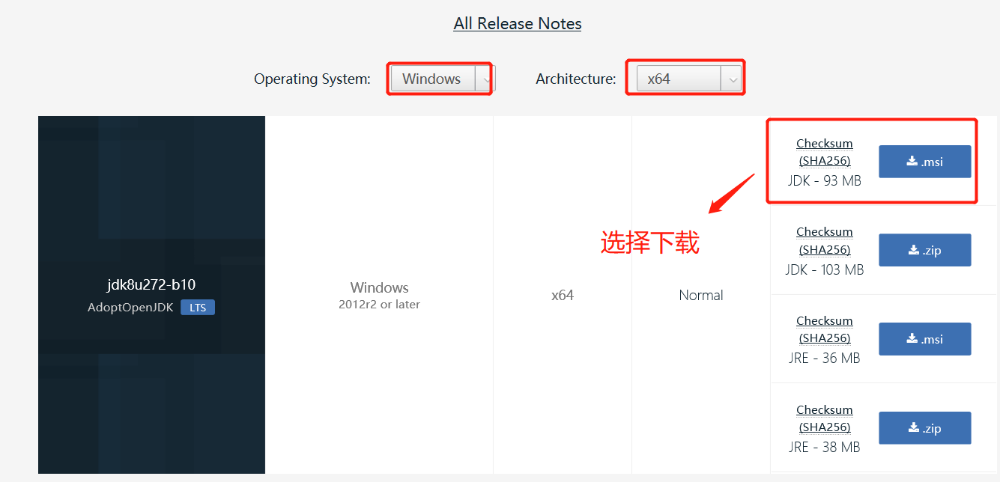 All Release Notes
Operating System: Windows Architecture: x64
jdk8u272-b10
AdoptOpenJDK LTS
Windows
2012r2 or later
x64
Normal
Checksum
(SHA256)
JDK - 93 MB
.msi
选择下载
Checksum
(SHA256)
JDK - 103 MB
.zip
Checksum
(SHA256)
JRE - 36 MB
.msi
Checksum
(SHA256)
JRE - 38 MB
.zip